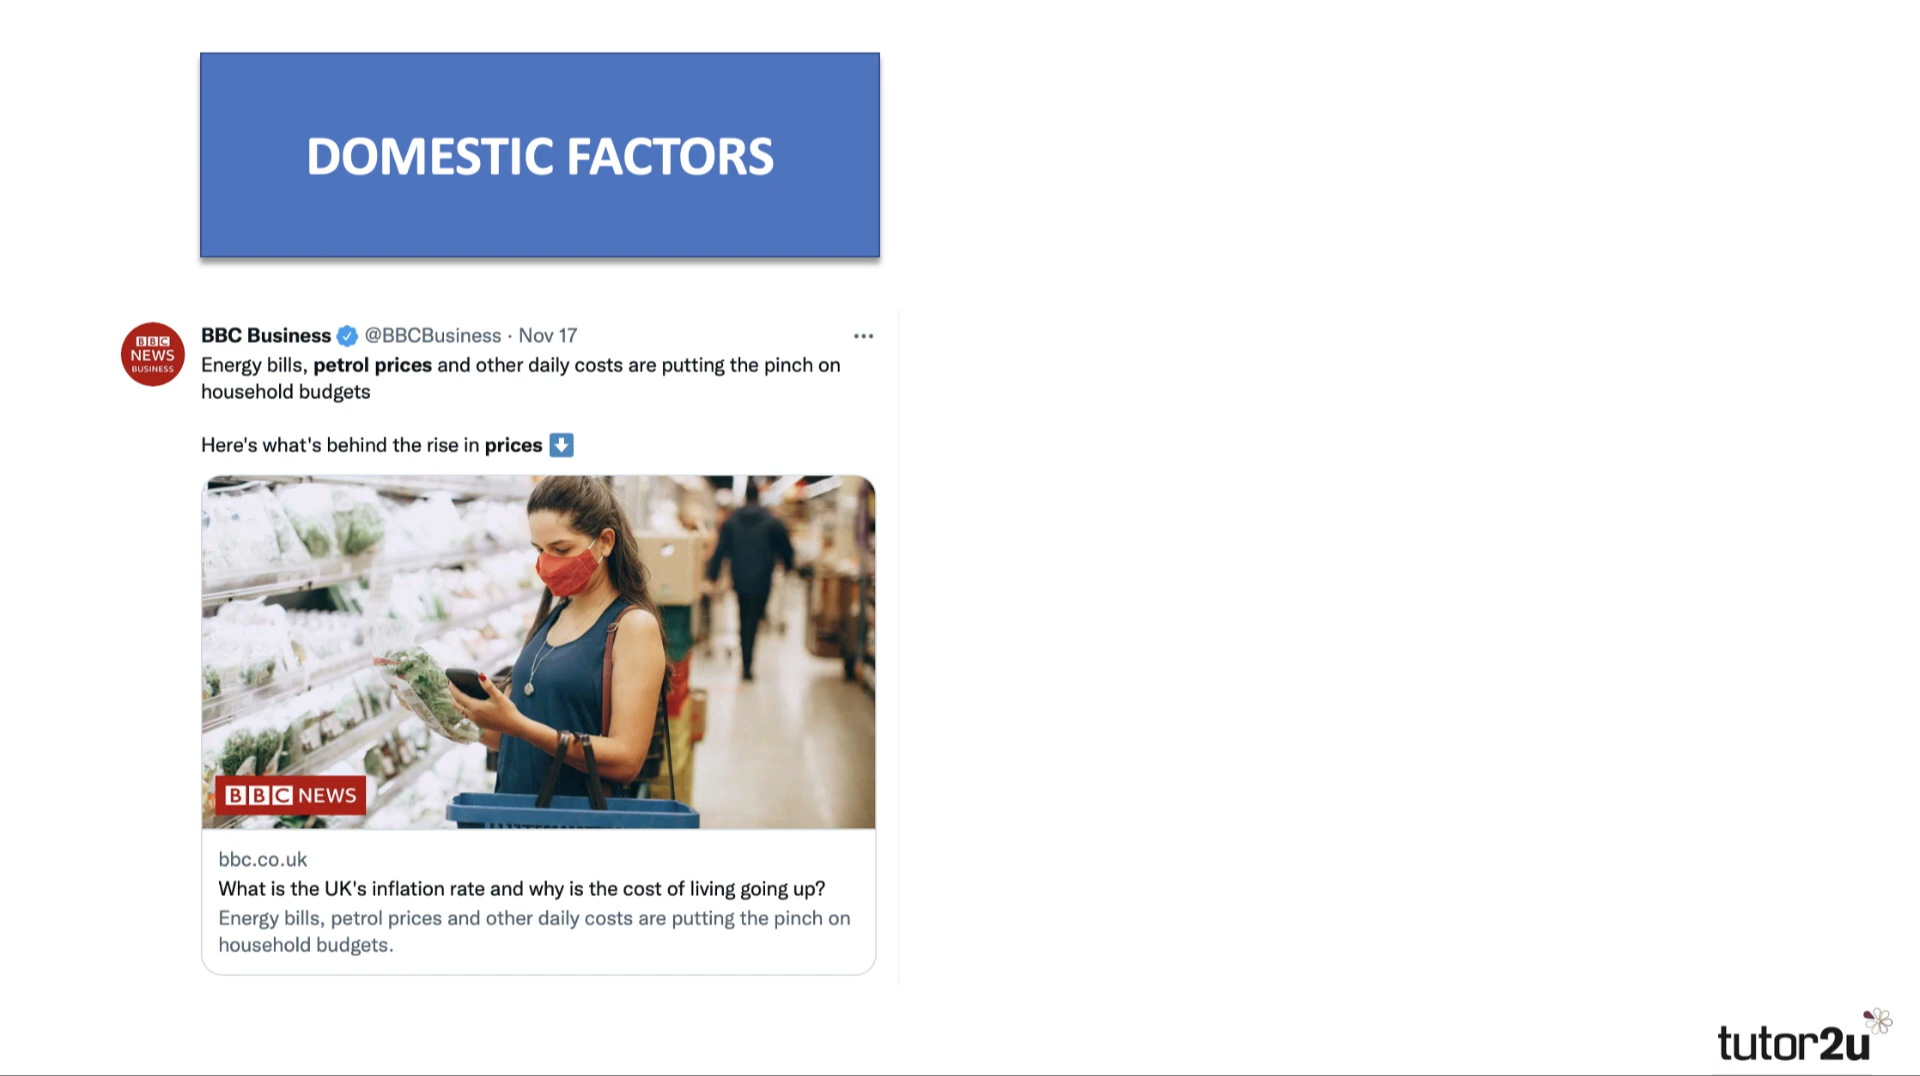 DOMESTIC FACTORS
BBC NEWS BUSINESS
BBC Business @BBCBusiness · Nov 17 ···
Energy bills, petrol prices and other daily costs are putting the pinch on
household budgets
Here's what's behind the rise in prices ⬇️
BBC NEWS
bbc.co.uk
What is the UK's inflation rate and why is the cost of living going up?
Energy bills, petrol prices and other daily costs are putting the pinch on
household budgets.
tutor2u